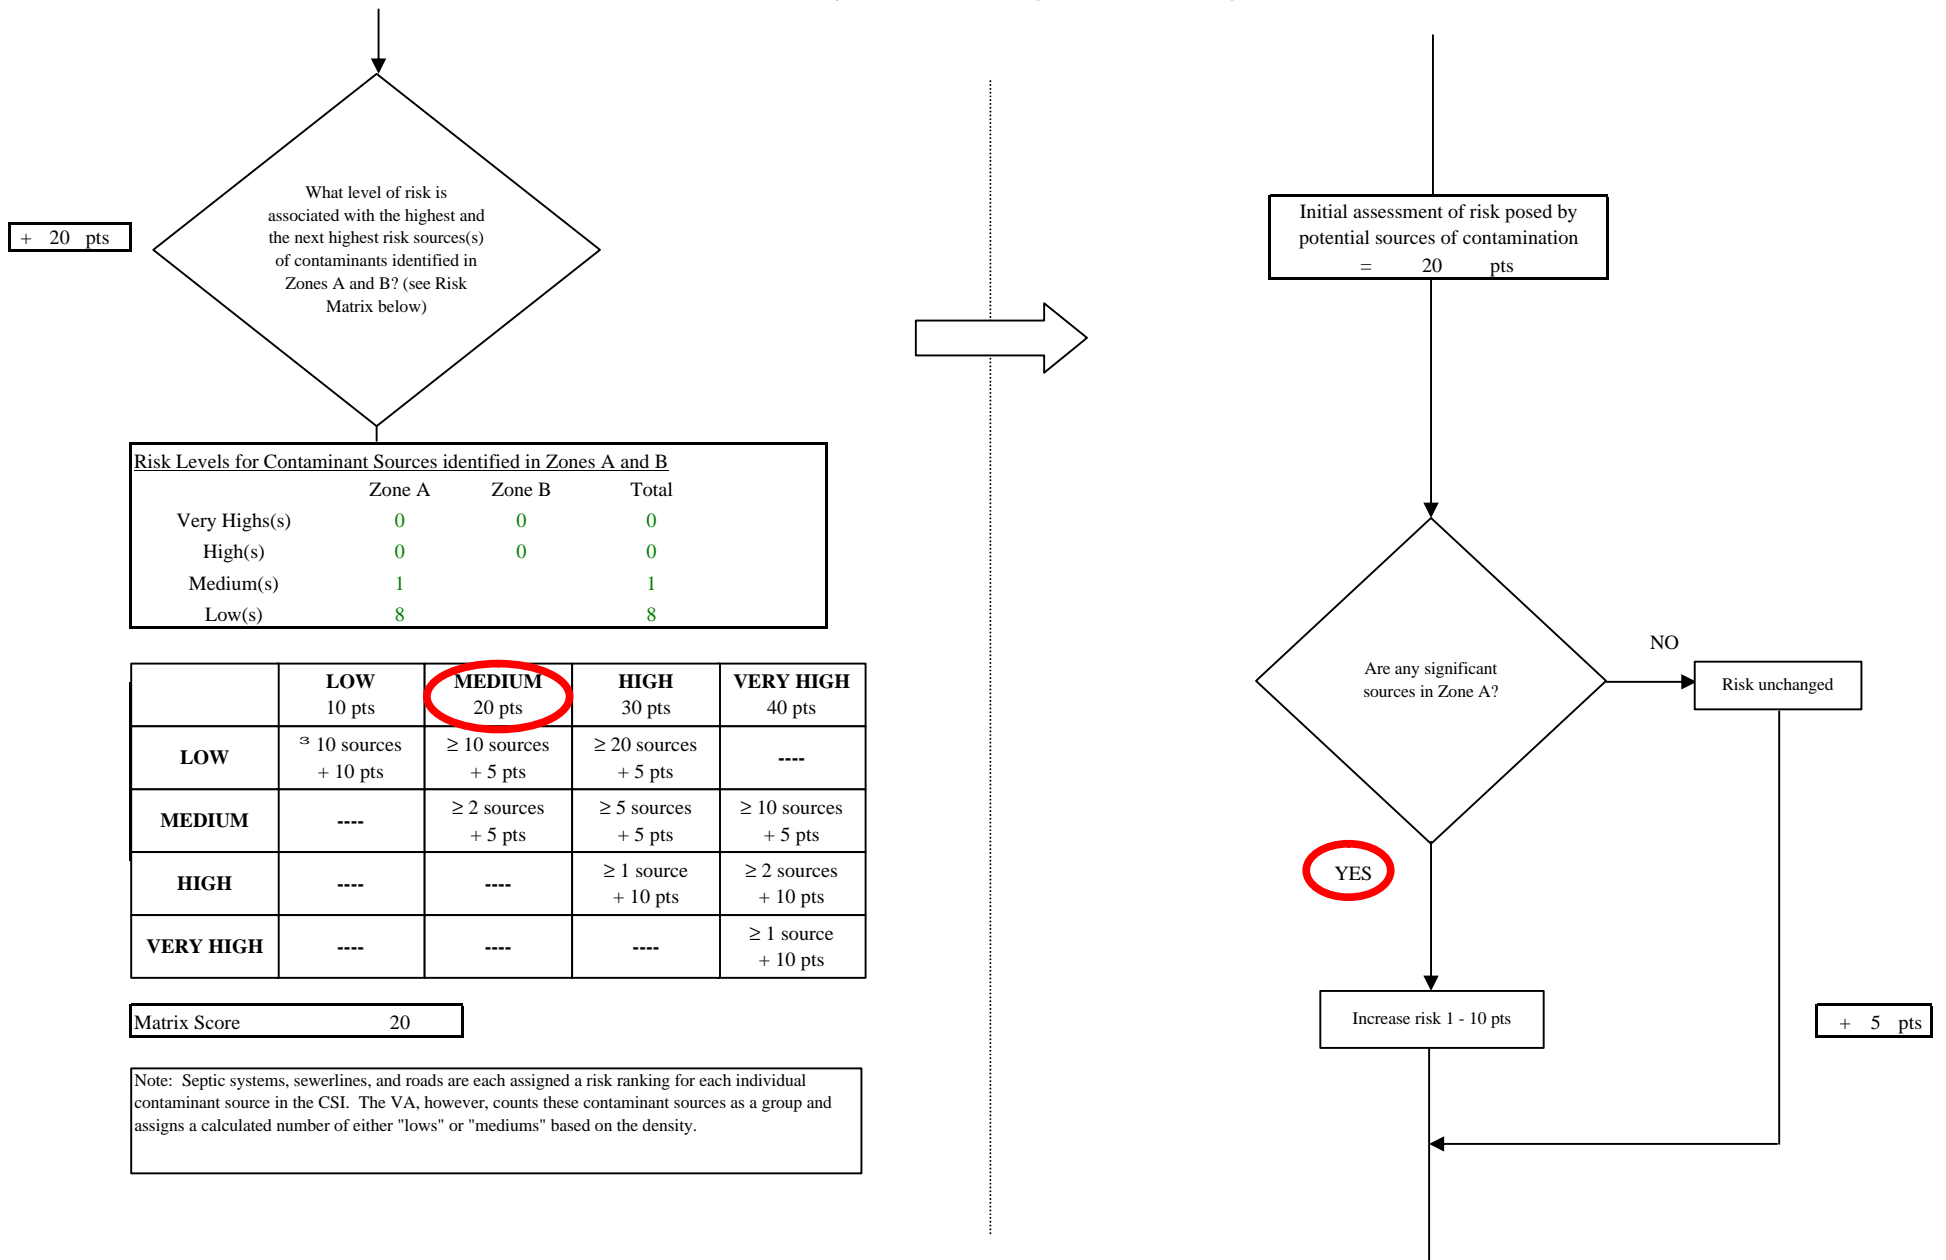 + 20 pts
What level of risk is
associated with the highest and
the next highest risk sources(s)
of contaminants identified in
Zones A and B? (see Risk
Matrix below)
Risk Levels for Contaminant Sources identified in Zones A and B
Zone A Zone B Total
Very Highs(s) 0 0 0
High(s) 0 0 0
Medium(s) 1 1
Low(s) 8 8
LOW MEDIUM HIGH VERY HIGH
10 pts 20 pts 30 pts 40 pts
LOW ³ 10 sources ≥ 10 sources ≥ 20 sources ----
+ 10 pts + 5 pts + 5 pts
MEDIUM ---- ≥ 2 sources ≥ 5 sources ≥ 10 sources
+ 5 pts + 5 pts + 5 pts
HIGH ---- ---- ≥ 1 source ≥ 2 sources
+ 10 pts + 10 pts
VERY HIGH ---- ---- ---- ≥ 1 source
+ 10 pts
Matrix Score 20
Note: Septic systems, sewerlines, and roads are each assigned a risk ranking for each individual
contaminant source in the CSI. The VA, however, counts these contaminant sources as a group and
assigns a calculated number of either "lows" or "mediums" based on the density.
Initial assessment of risk posed by
potential sources of contamination
= 20 pts
Are any significant
sources in Zone A?
NO
Risk unchanged
YES
Increase risk 1 - 10 pts
+ 5 pts